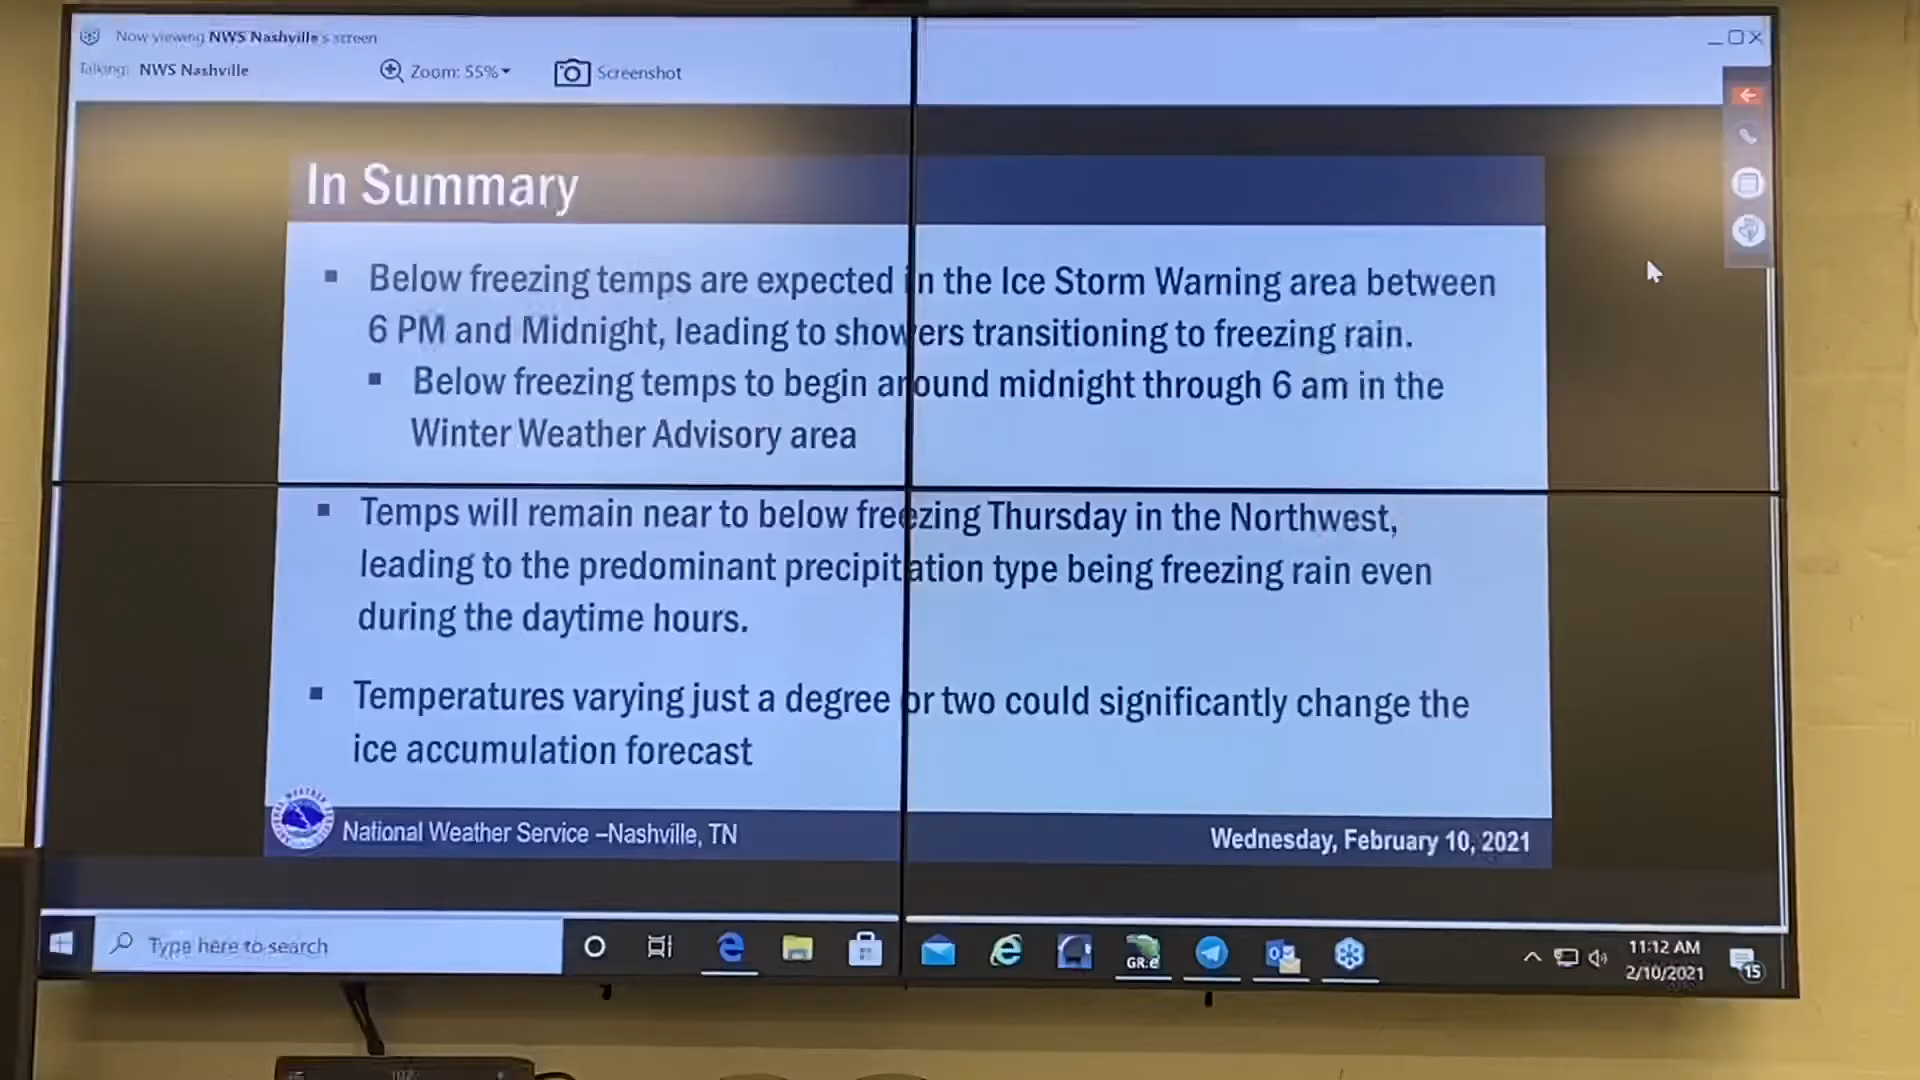 Now viewing NWS Nashville's screen
Talking: NWS Nashville
Zoom: 55%
Screenshot
In Summary
▪ Below freezing temps are expected in the Ice Storm Warning area between
6 PM and Midnight, leading to showers transitioning to freezing rain.
▪ Below freezing temps to begin around midnight through 6 am in the
Winter Weather Advisory area
▪ Temps will remain near to below freezing Thursday in the Northwest,
leading to the predominant precipitation type being freezing rain even
during the daytime hours.
▪ Temperatures varying just a degree or two could significantly change the
ice accumulation forecast
National Weather Service –Nashville, TN
Wednesday, February 10, 2021
Type here to search
GR.e
11:12 AM
2/10/2021
15